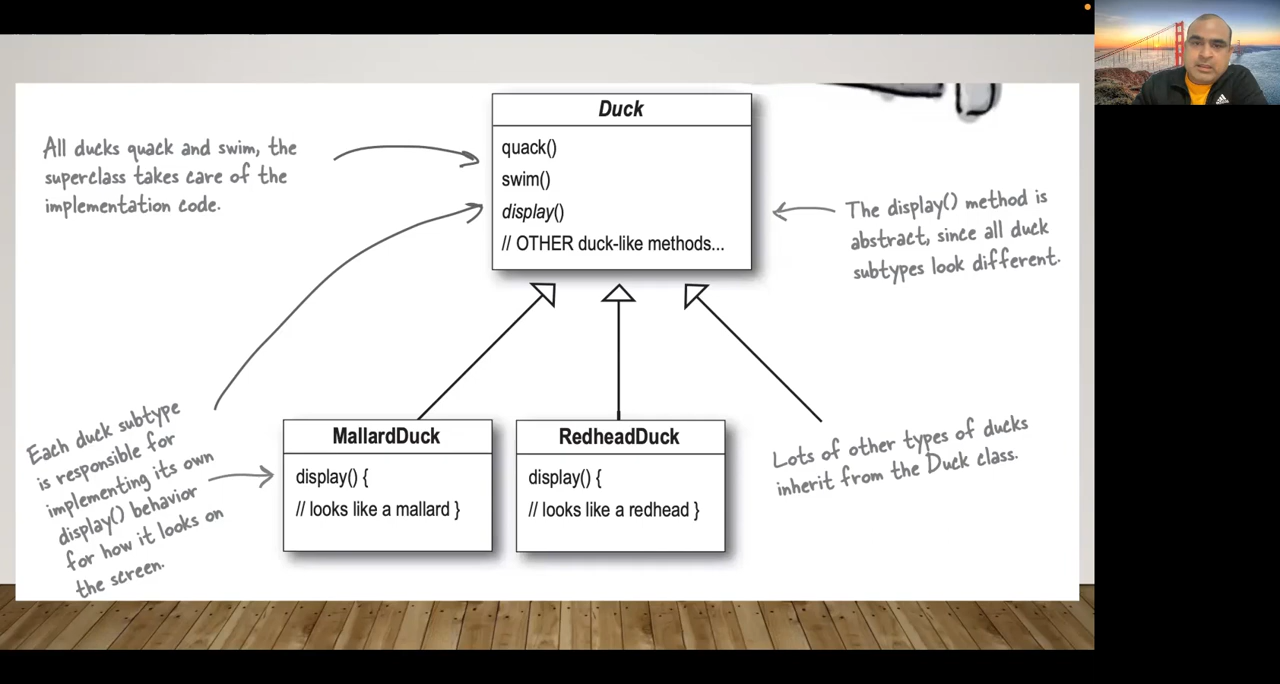 Duck
quack()
swim()
display()
// OTHER duck-like methods...
All ducks quack and swim, the
superclass takes care of the
implementation code.
The display() method is
abstract, since all duck
subtypes look different.
Each duck subtype
is responsible for
implementing its own
display() behavior
for how it looks on
the screen.
MallardDuck
display() {
// looks like a mallard }
RedheadDuck
display() {
// looks like a redhead }
Lots of other types of ducks
inherit from the Duck class.